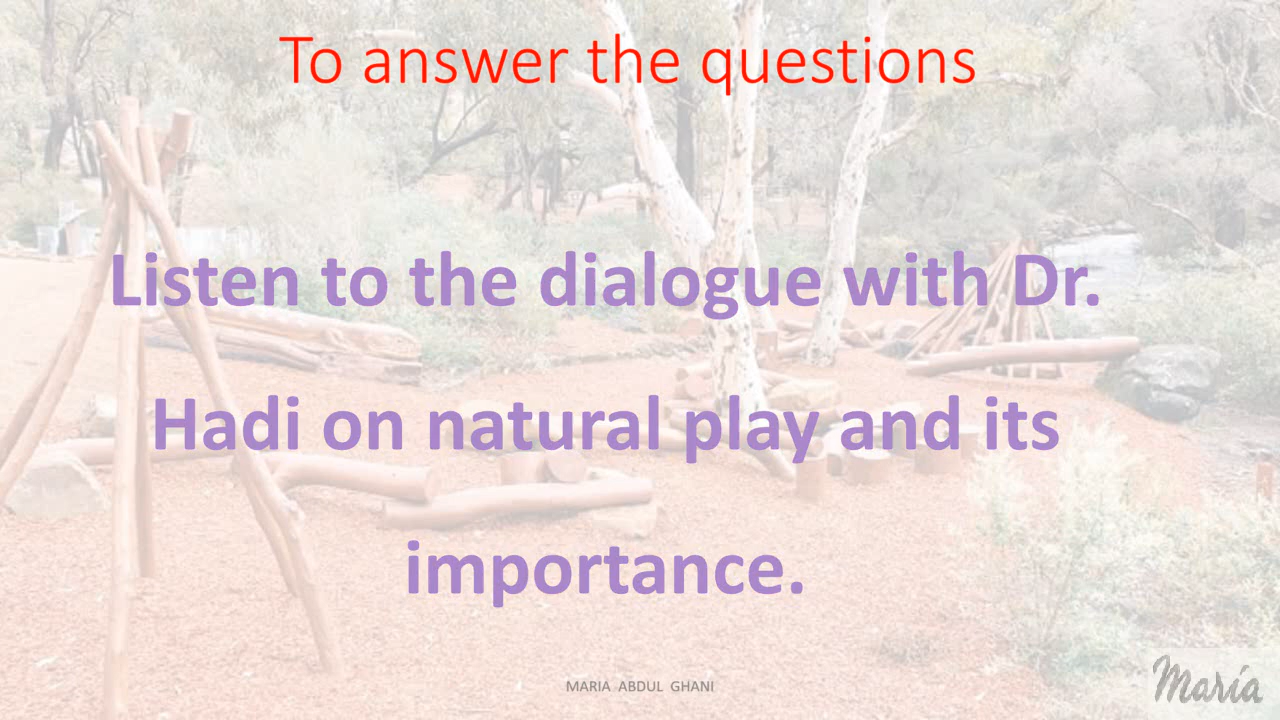 To answer the questions
Listen to the dialogue with Dr.
Hadi on natural play and its
importance.
MARIA ABDUL GHANI
María